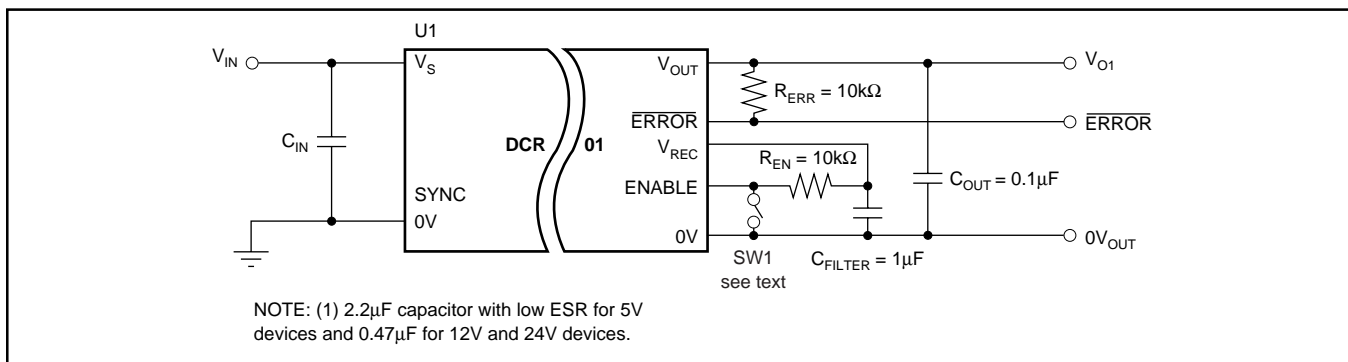 U1
V_IN
V_S
V_OUT
V_O1
R_ERR = 10kΩ
E̅R̅R̅O̅R̅
E̅R̅R̅O̅R̅
C_IN
DCR
01
V_REC
R_EN = 10kΩ
C_OUT = 0.1μF
SYNC
ENABLE
0V
0V
0V_OUT
SW1
see text
C_FILTER = 1μF
NOTE: (1) 2.2μF capacitor with low ESR for 5V
devices and 0.47μF for 12V and 24V devices.